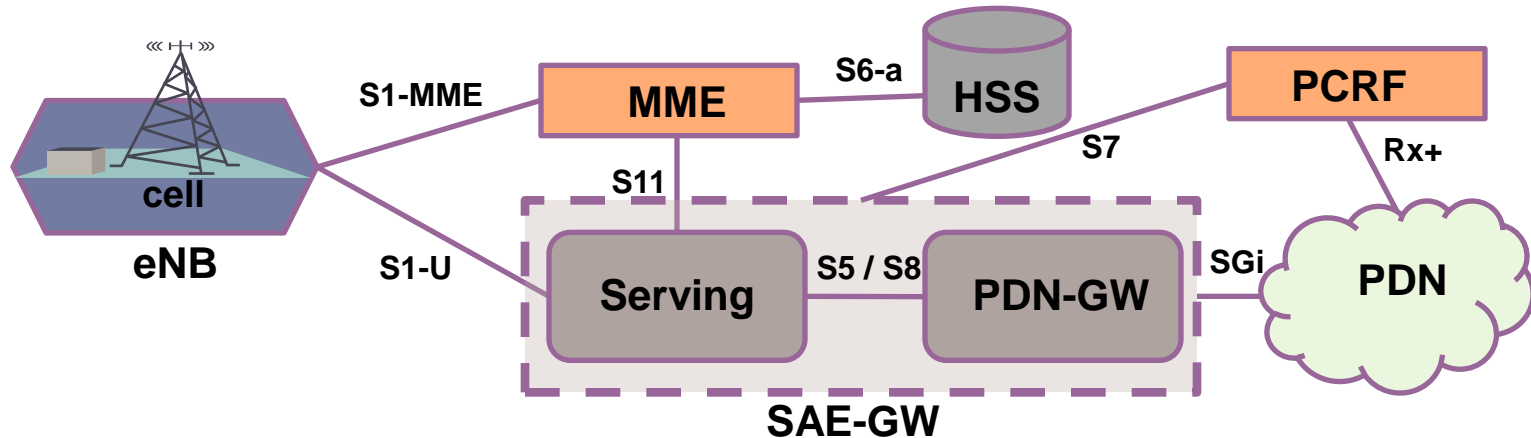 S1-MME
MME
S6-a
HSS
PCRF
S7
Rx+
S11
cell
eNB
S1-U
Serving
S5 / S8
PDN-GW
SGi
PDN
SAE-GW